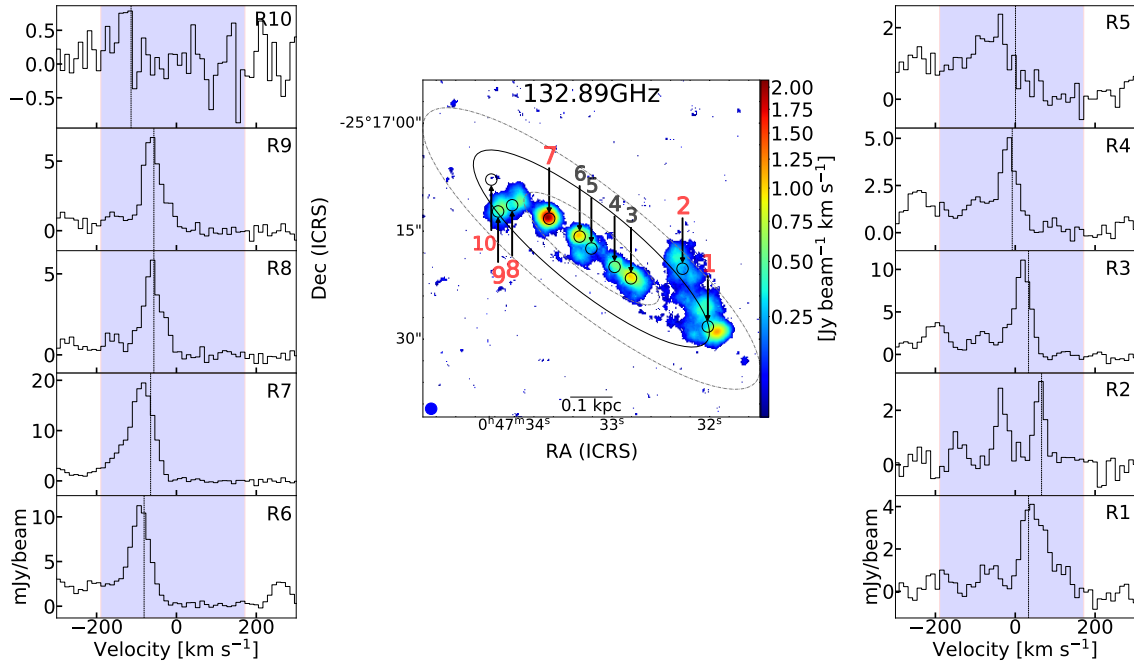 R10
0.5
0.0
−0.5
R9
5
0
R8
5
0
R7
20
10
0
R6
10
0
mJy/beam
−200 0 200
Velocity [km s⁻¹]
132.89GHz
-25°17'00"
15"
30"
Dec (ICRS)
7
6
5
4
3
2
1
10
9
8
0.1 kpc
0ʰ47ᵐ34ˢ 33ˢ 32ˢ
RA (ICRS)
2.00
1.75
1.50
1.25
1.00
0.75
0.50
0.25
[Jy beam⁻¹ km s⁻¹]
R5
2
0
R4
5.0
2.5
0.0
R3
10
5
0
R2
2
0
R1
4
2
0
mJy/beam
−200 0 200
Velocity [km s⁻¹]